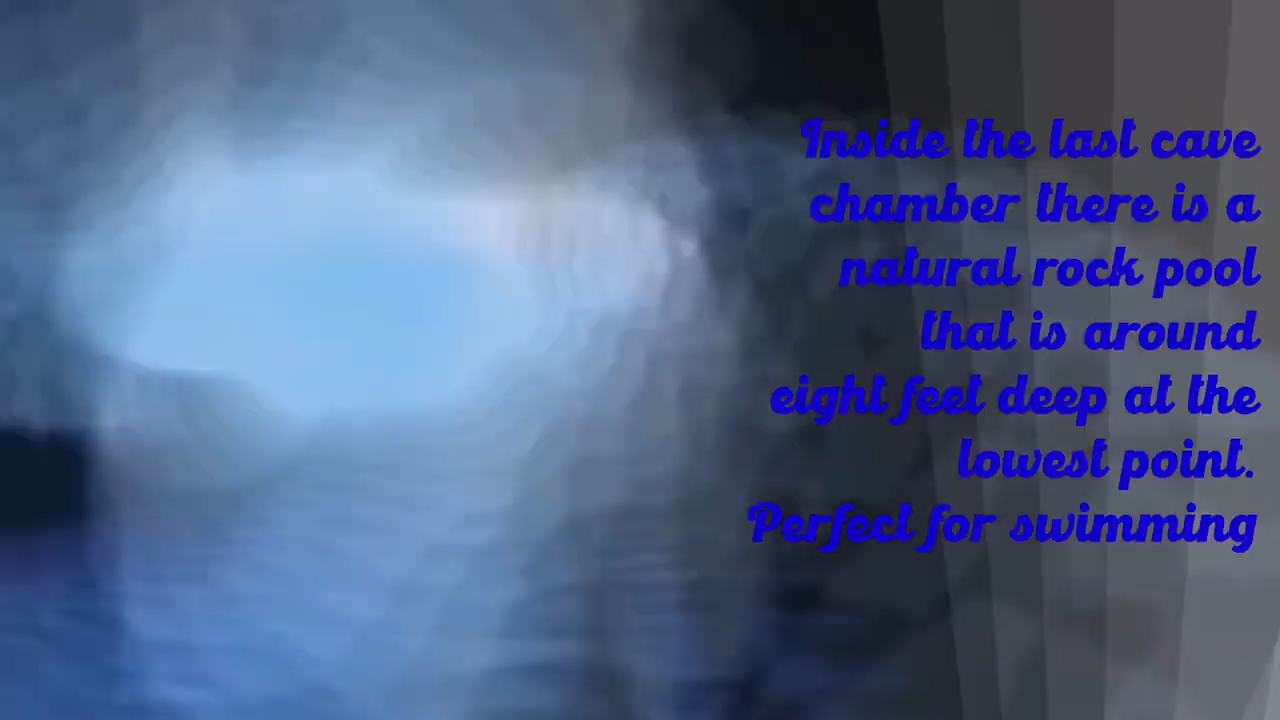 Inside the last cave
chamber there is a
natural rock pool
that is around
eight feet deep at the
lowest point.
Perfect for swimming